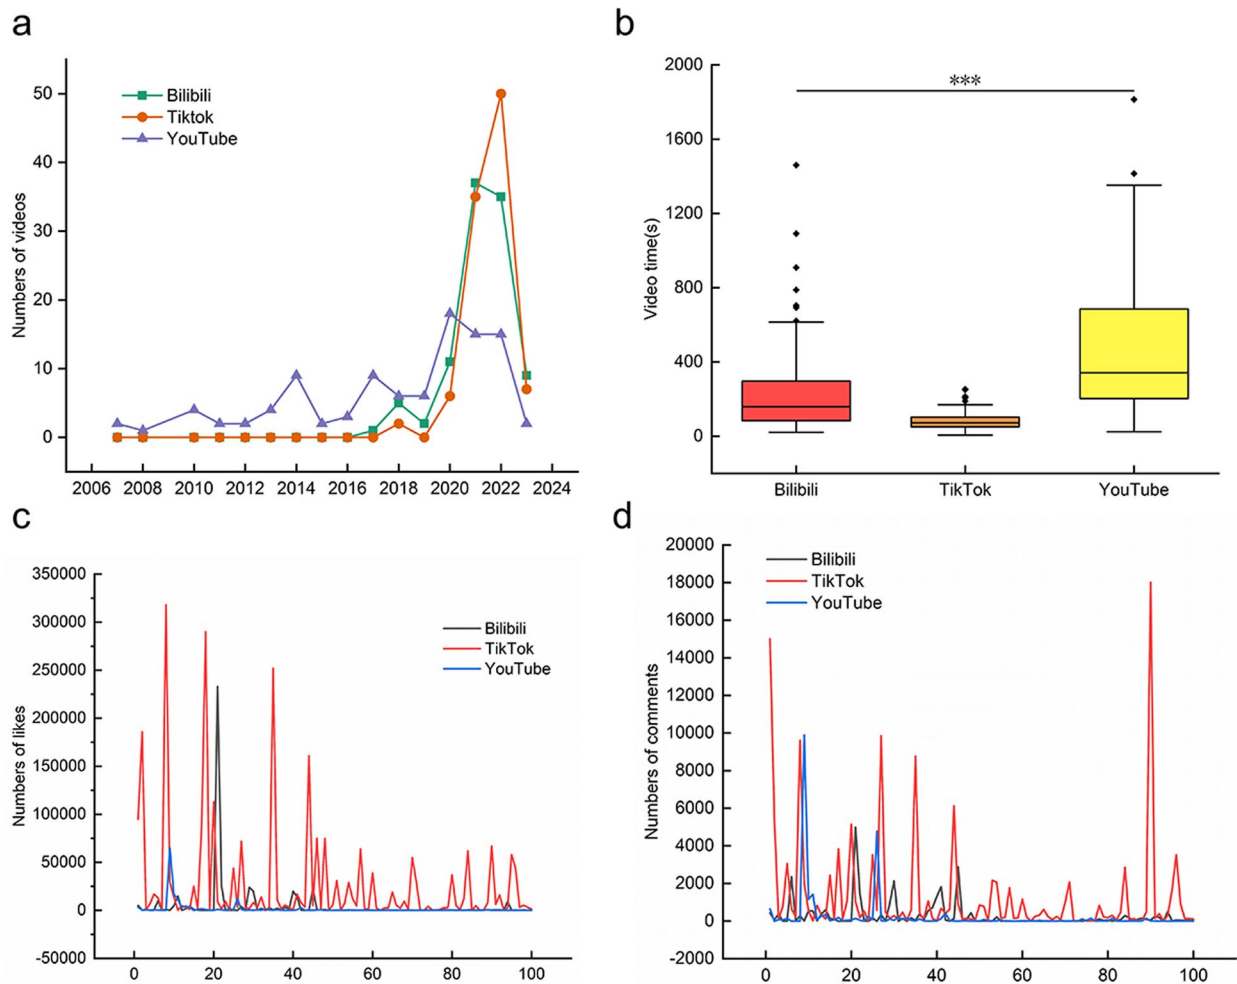 a
50
40
30
20
10
0
Numbers of videos
Bilibili
Tiktok
YouTube
2006 2008 2010 2012 2014 2016 2018 2020 2022 2024
b
2000
1600
1200
800
400
0
Video time(s)
***
Bilibili TikTok YouTube
c
350000
300000
250000
200000
150000
100000
50000
0
-50000
Numbers of likes
Bilibili
TikTok
YouTube
0 20 40 60 80 100
d
20000
18000
16000
14000
12000
10000
8000
6000
4000
2000
0
-2000
Numbers of comments
Bilibili
TikTok
YouTube
0 20 40 60 80 100